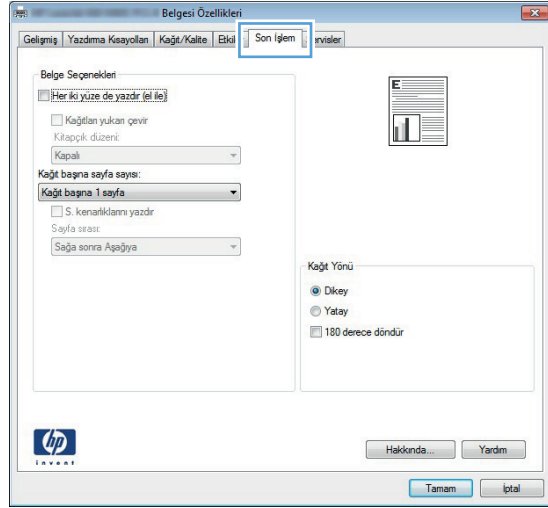 Belgesi Özellikleri
Gelişmiş
Yazdırma Kısayolları
Kağıt/Kalite
Son İşlem
Belge Seçenekleri
Her iki yüze de yazdır (el ile)
Kağıtları yukarı çevir
Kitapçık düzeni:
Kapalı
Kağıt başına sayfa sayısı:
Kağıt başına 1 sayfa
S. kenarlıklarını yazdır
Sayfa sırası:
Sağa sonra Aşağıya
E
Kağıt Yönü
Dikey
Yatay
180 derece döndür
hp
invent
Hakkında...
Yardım
Tamam
İptal